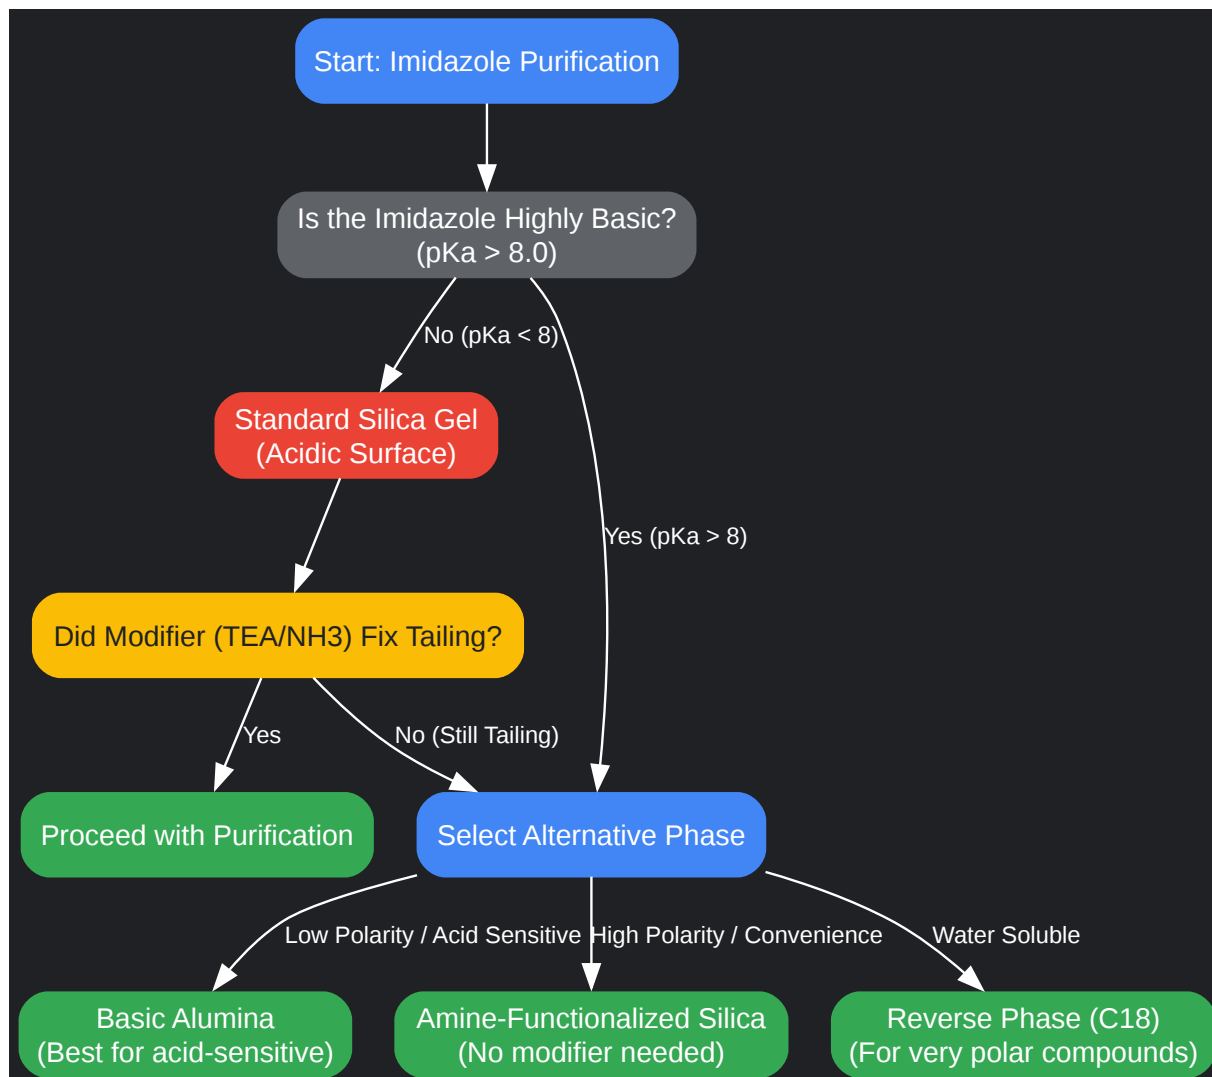 Start: Imidazole Purification
Is the Imidazole Highly Basic?
(pKa > 8.0)
No (pKa < 8)
Standard Silica Gel
(Acidic Surface)
Yes (pKa > 8)
Did Modifier (TEA/NH3) Fix Tailing?
Yes
No (Still Tailing)
Proceed with Purification
Select Alternative Phase
Low Polarity / Acid Sensitive
High Polarity / Convenience
Water Soluble
Basic Alumina
(Best for acid-sensitive)
Amine-Functionalized Silica
(No modifier needed)
Reverse Phase (C18)
(For very polar compounds)